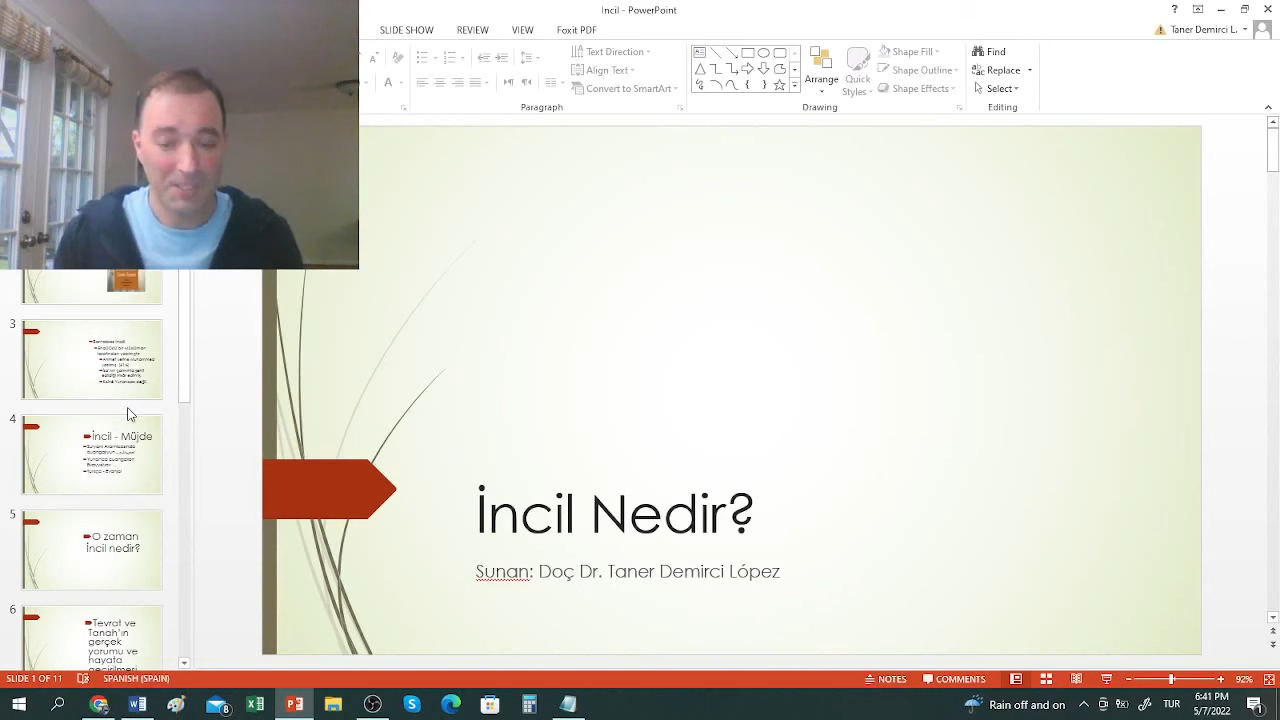 İncil - PowerPoint
SLIDE SHOW REVIEW VIEW Foxit PDF
Taner Demirci L.
Text Direction
Align Text
Convert to SmartArt
Arrange
Quick
Styles
Shape Fill
Shape Outline
Shape Effects
Find
Replace
Select
Paragraph Drawing Editing
3
4
İncil - Müjde
5
O zaman
İncil nedir?
6
Tevrat ve
Tanah'ın
gerçek
yorumu ve
hayata
geçirilmesi
İncil Nedir?
Sunan: Doç Dr. Taner Demirci López
SLIDE 1 OF 11 SPANISH (SPAIN) NOTES COMMENTS 92%
8
Rain off and on TUR 6:41 PM
5/7/2022